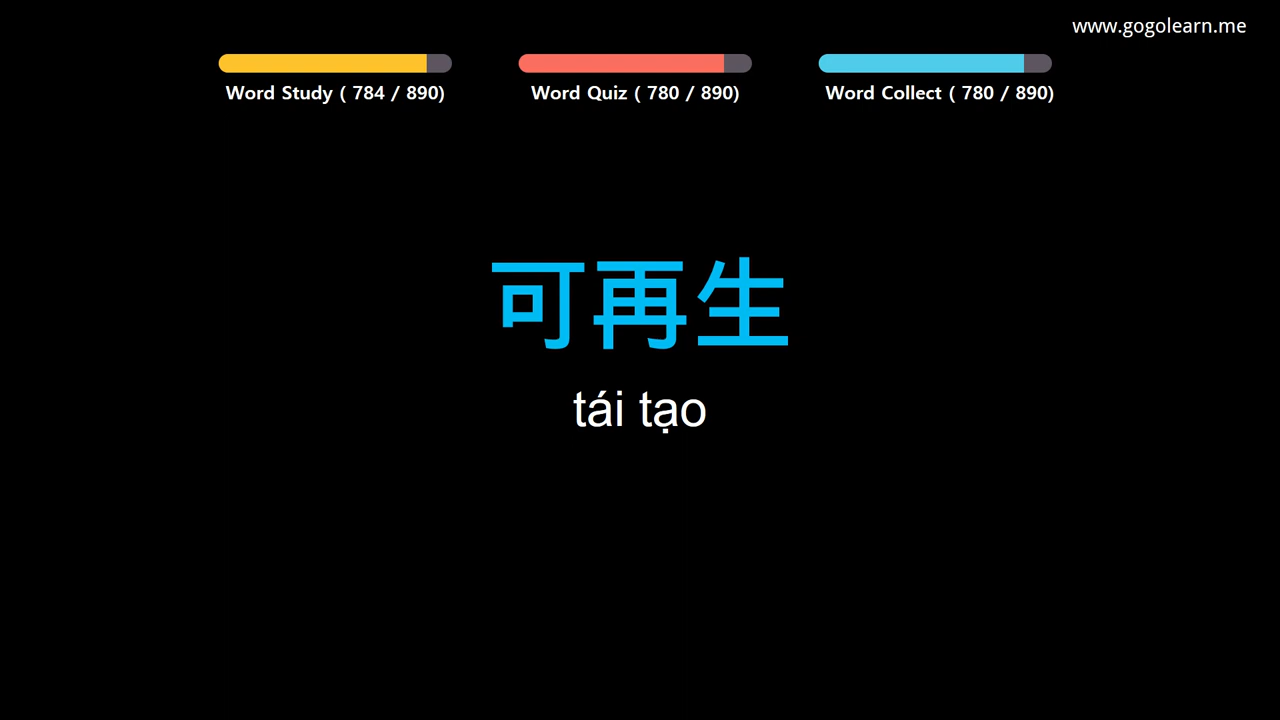 www.gogolearn.me
Word Study ( 784 / 890)
Word Quiz ( 780 / 890)
Word Collect ( 780 / 890)
可再生
tái tạo